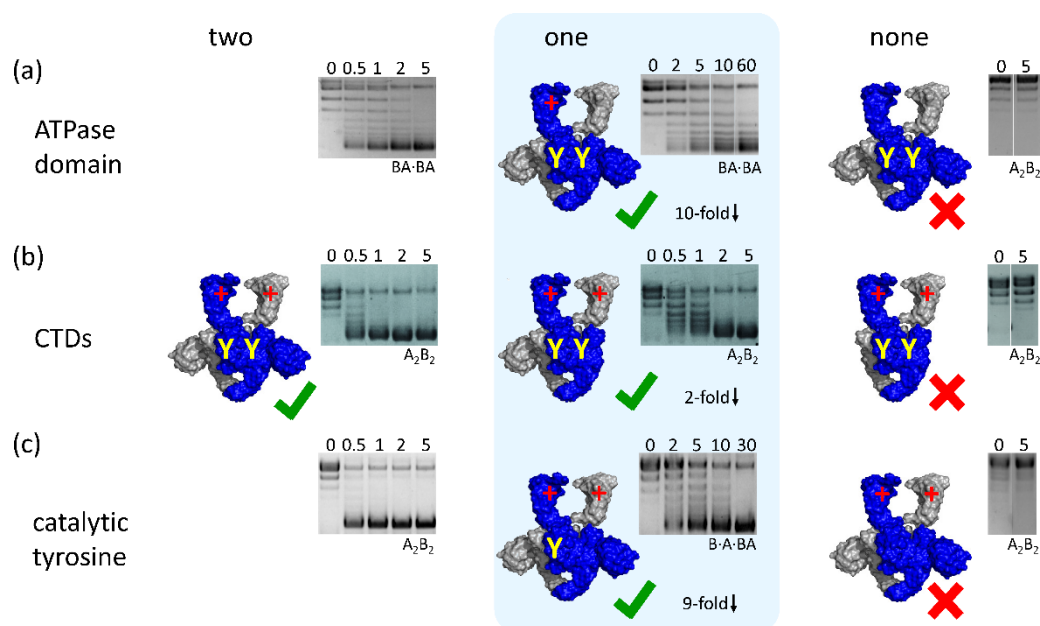 two one none
(a)
0 0.5 1 2 5
0 2 5 10 60
0 5
+
ATPase
domain
Y Y
Y Y
BA·BA
BA·BA
A₂B₂
10-fold↓
(b)
0 0.5 1 2 5
0 0.5 1 2 5
0 5
+ +
+ +
+ +
CTDs
Y Y
Y Y
Y Y
A₂B₂
A₂B₂
A₂B₂
2-fold↓
(c)
0 0.5 1 2 5
0 2 5 10 30
0 5
+ +
+ +
catalytic
tyrosine
Y
A₂B₂
B·A·BA
A₂B₂
9-fold↓